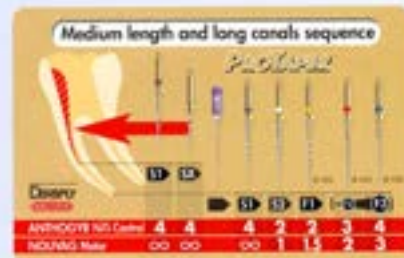 Medium length and long canals sequence
PROTAPER
S1 SX
S1 S2 F1 F3
ANTHOGYR NiTi Control 4 4 4 2 2 3 4
NOUVAG Motor ∞ ∞ ∞ 1 1.5 2 3